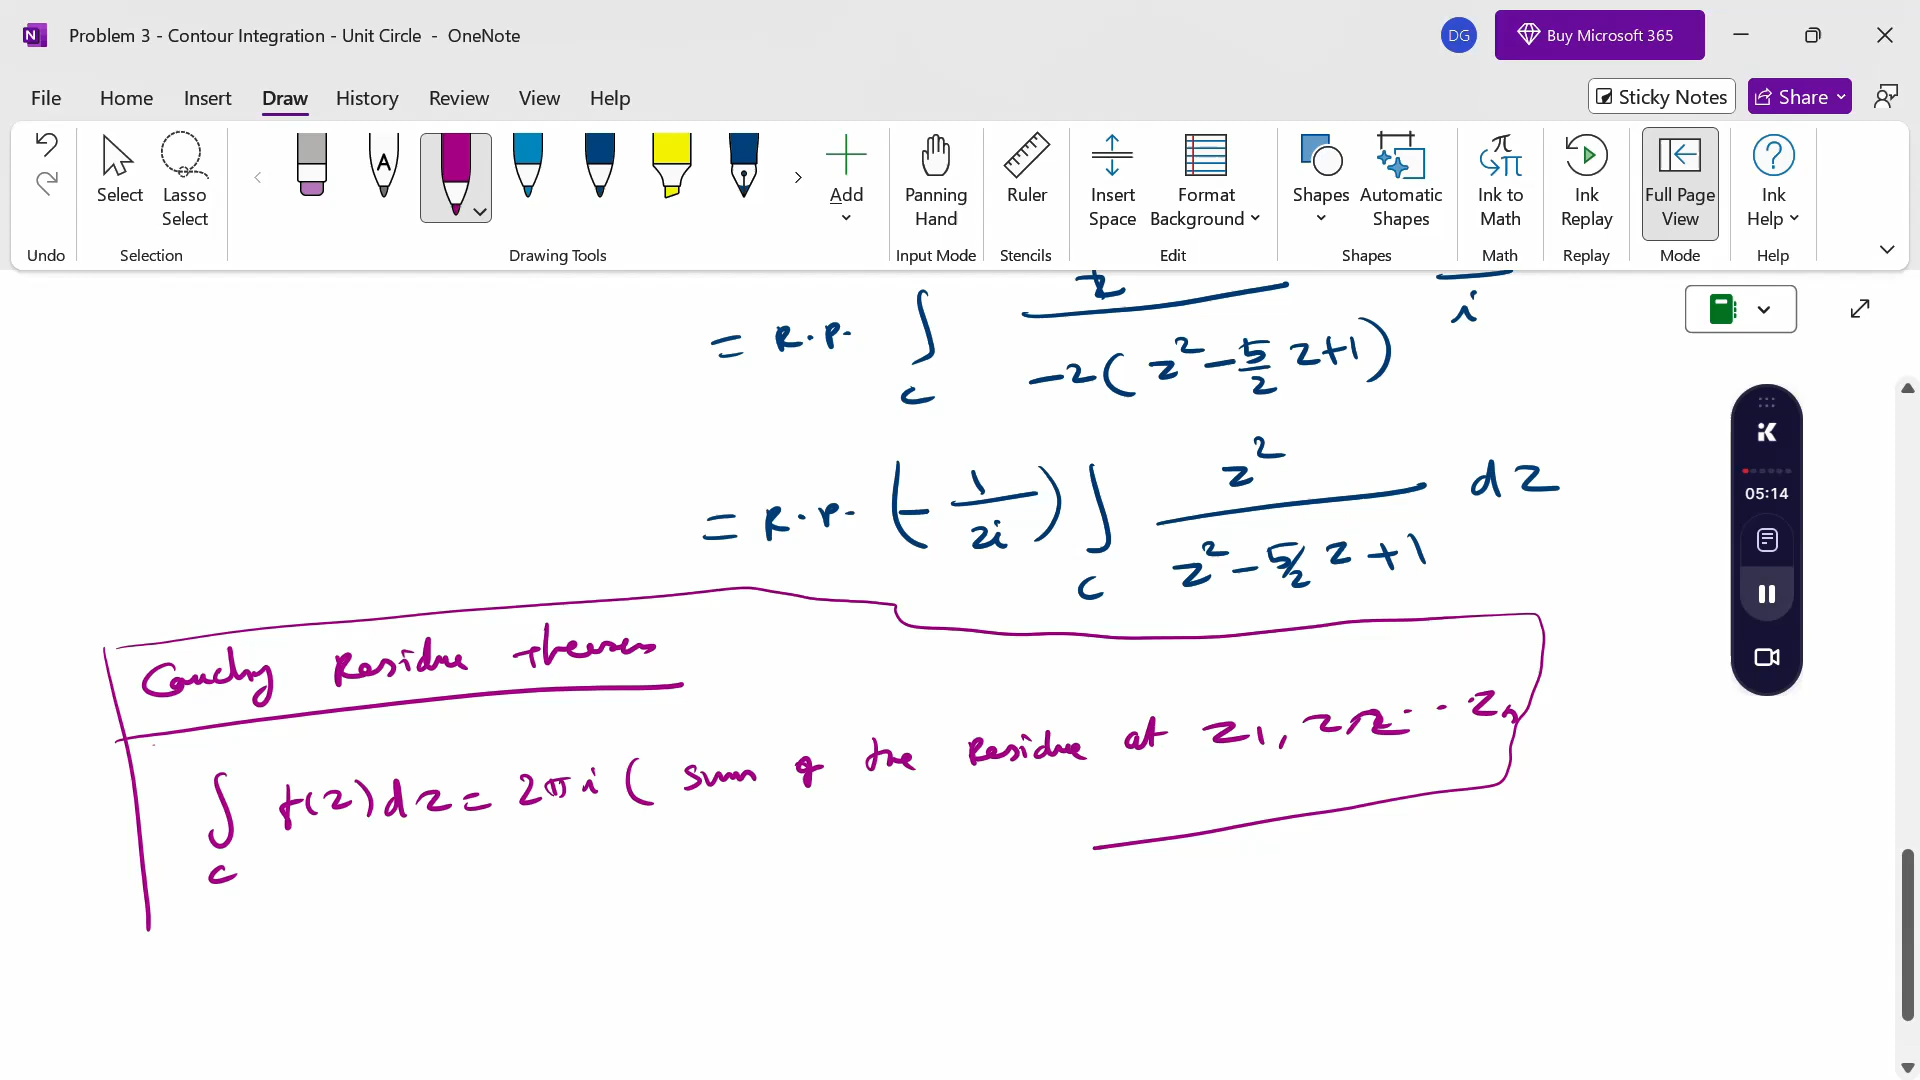 Problem 3 - Contour Integration - Unit Circle - OneNote
DG
Buy Microsoft 365
File Home Insert Draw History Review View Help
Sticky Notes
Share
A
Select
Lasso Select
Add
Panning Hand
Ruler
Insert Space
Format Background
Shapes
Automatic Shapes
Ink to Math
Ink Replay
Full Page View
Ink Help
Undo Selection Drawing Tools Input Mode Stencils Edit Shapes Math Replay Mode Help
= R.P. ∫_C z/(-2(z² - 5/2 z + 1)) /i
= R.P. (-1/2i) ∫_C z²/(z² - 5/2 z + 1) dz
05:14
Cauchy Residue theorem
∫_C f(z)dz = 2πi ( sum of the Residue at z₁, z₂ .. zₙ